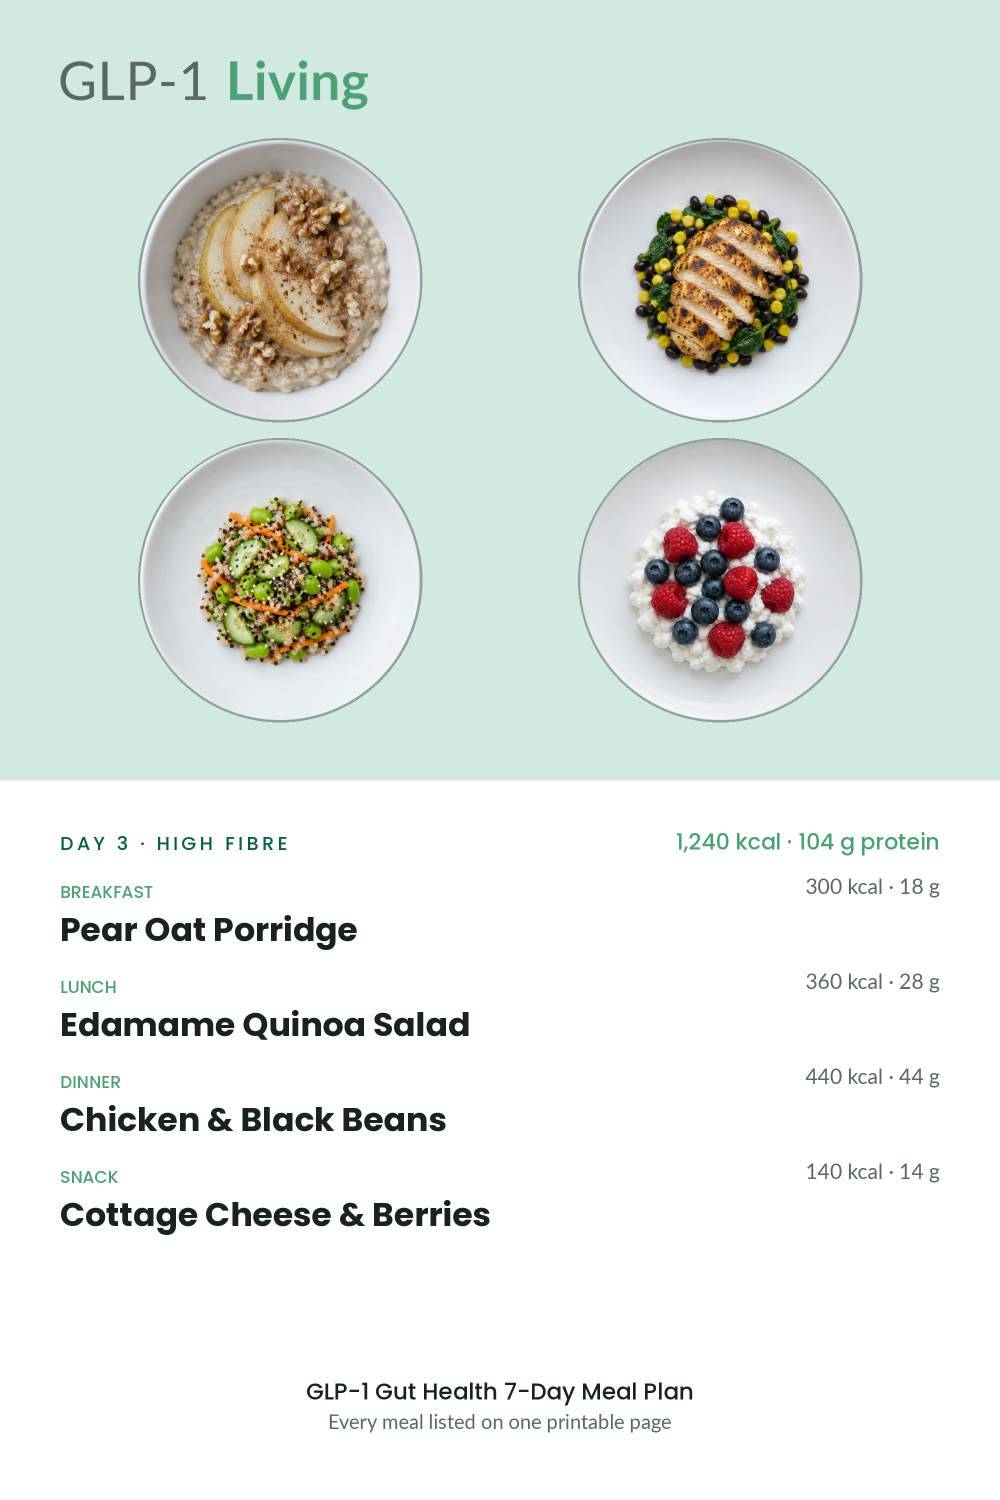 GLP-1 Living
DAY 3 · HIGH FIBRE
1,240 kcal · 104 g protein
BREAKFAST
300 kcal · 18 g
Pear Oat Porridge
LUNCH
360 kcal · 28 g
Edamame Quinoa Salad
DINNER
440 kcal · 44 g
Chicken & Black Beans
SNACK
140 kcal · 14 g
Cottage Cheese & Berries
GLP-1 Gut Health 7-Day Meal Plan
Every meal listed on one printable page